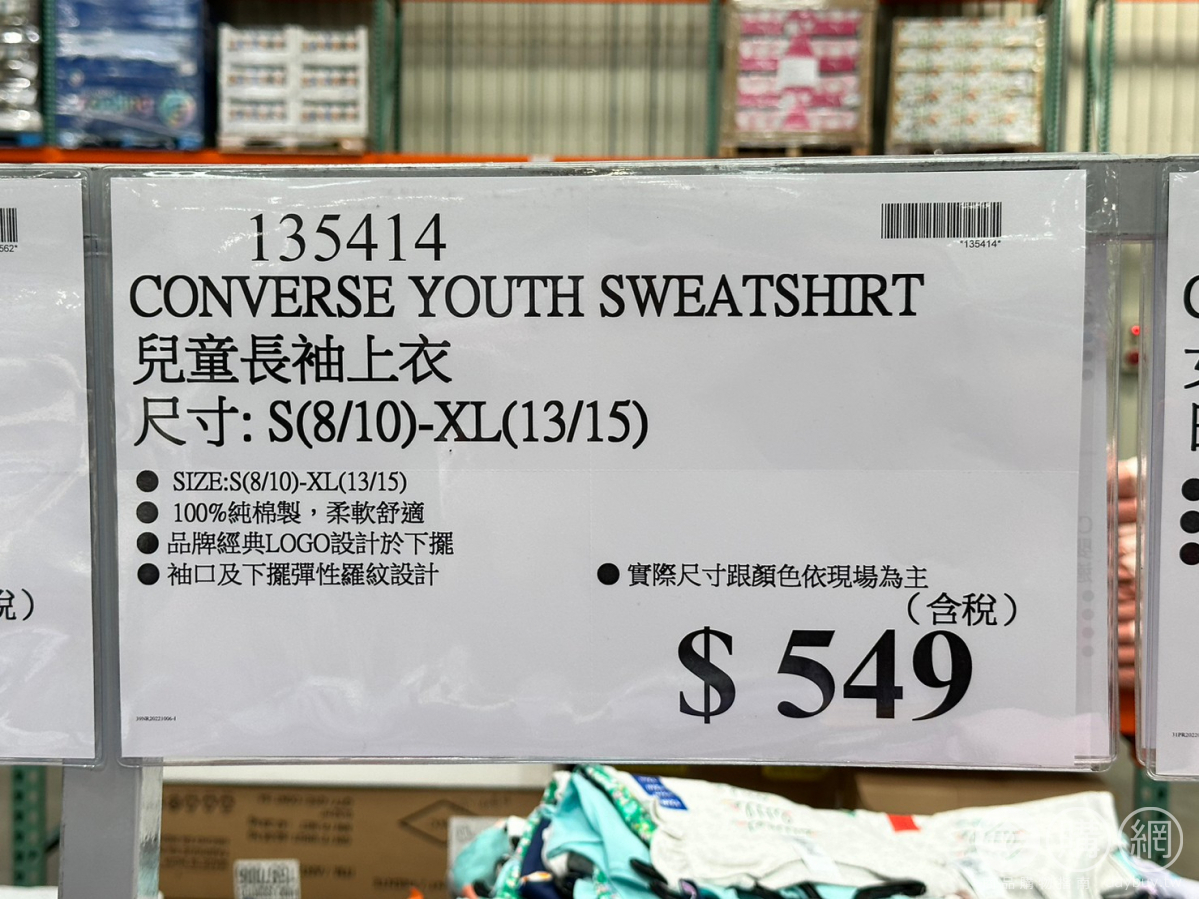 135414
"135414"
CONVERSE YOUTH SWEATSHIRT
兒童長袖上衣
尺寸: S(8/10)-XL(13/15)
● SIZE:S(8/10)-XL(13/15)
● 100%純棉製，柔軟舒適
● 品牌經典LOGO設計於下擺
● 袖口及下擺彈性羅紋設計
● 實際尺寸跟顏色依現場為主
（含稅）
$ 549
稅）
網